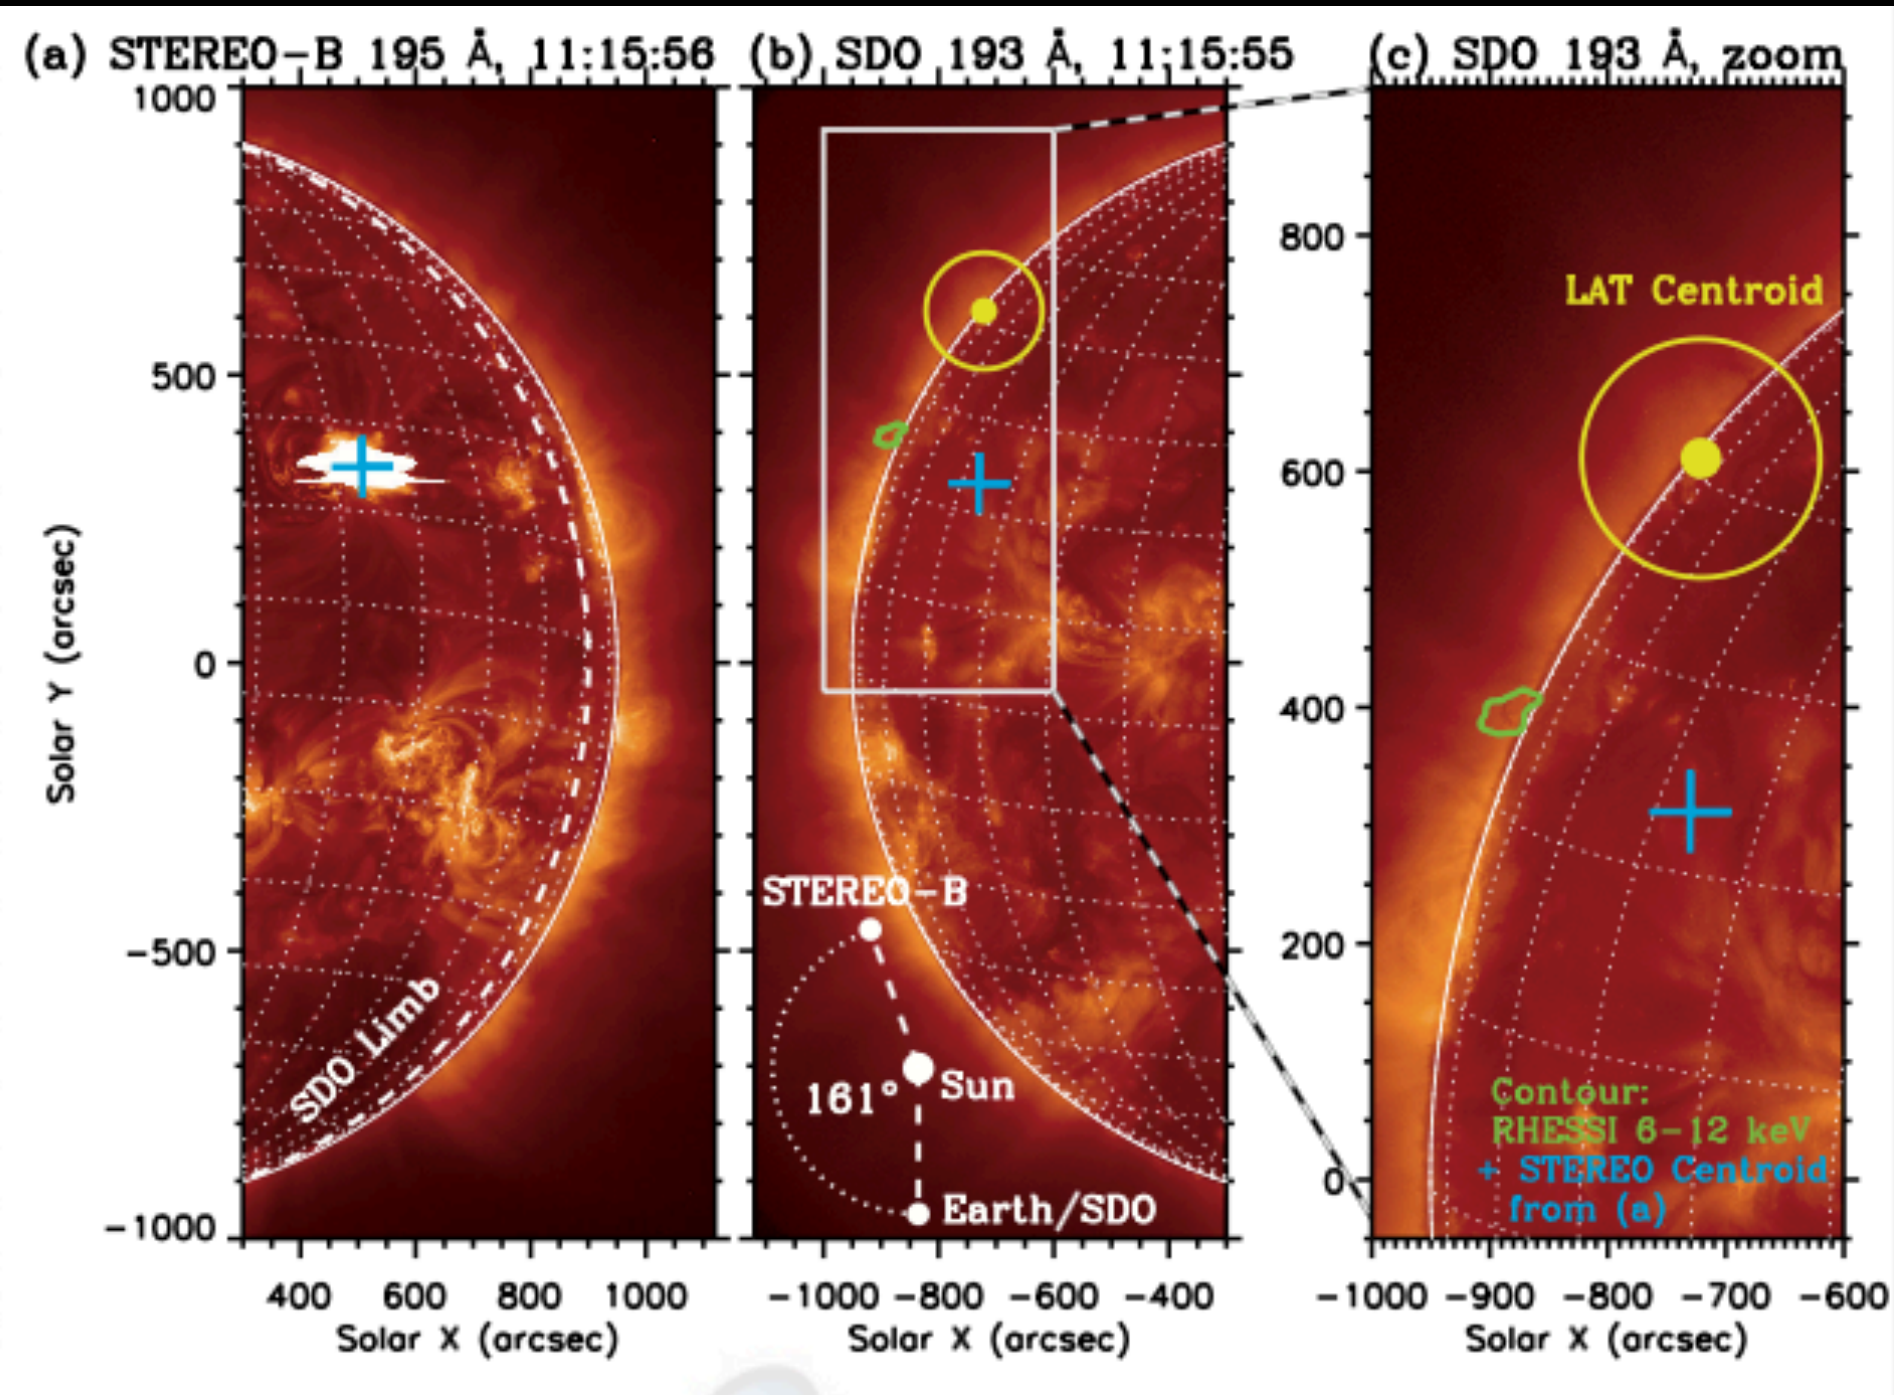 (a) STEREO-B 195 Å, 11:15:56
(b) SDO 193 Å, 11:15:55
(c) SDO 193 Å, zoom
1000
500
0
-500
-1000
Solar Y (arcsec)
SDO Limb
400 600 800 1000
Solar X (arcsec)
STEREO-B
161°
Sun
Earth/SDO
-1000 -800 -600 -400
Solar X (arcsec)
800
600
400
200
0
LAT Centroid
Contour:
RHESSI 6-12 keV
+ STEREO Centroid
from (a)
-1000 -900 -800 -700 -600
Solar X (arcsec)